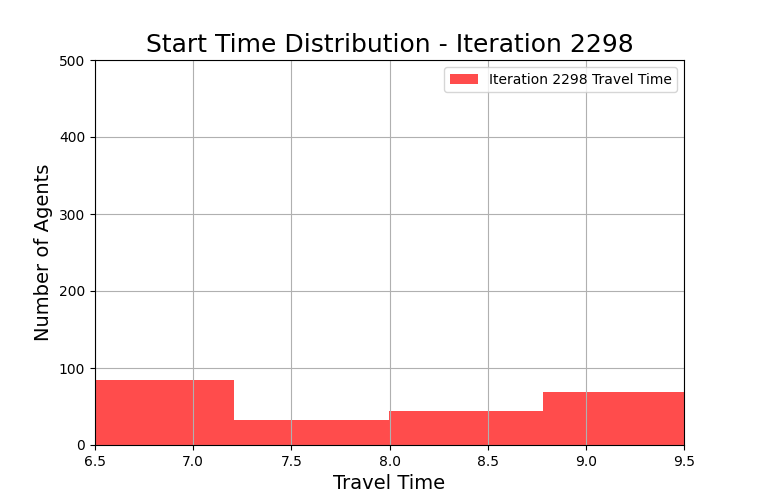 Start Time Distribution - Iteration 2298
Iteration 2298 Travel Time
Number of Agents
500
400
300
200
100
0
6.5 7.0 7.5 8.0 8.5 9.0 9.5
Travel Time